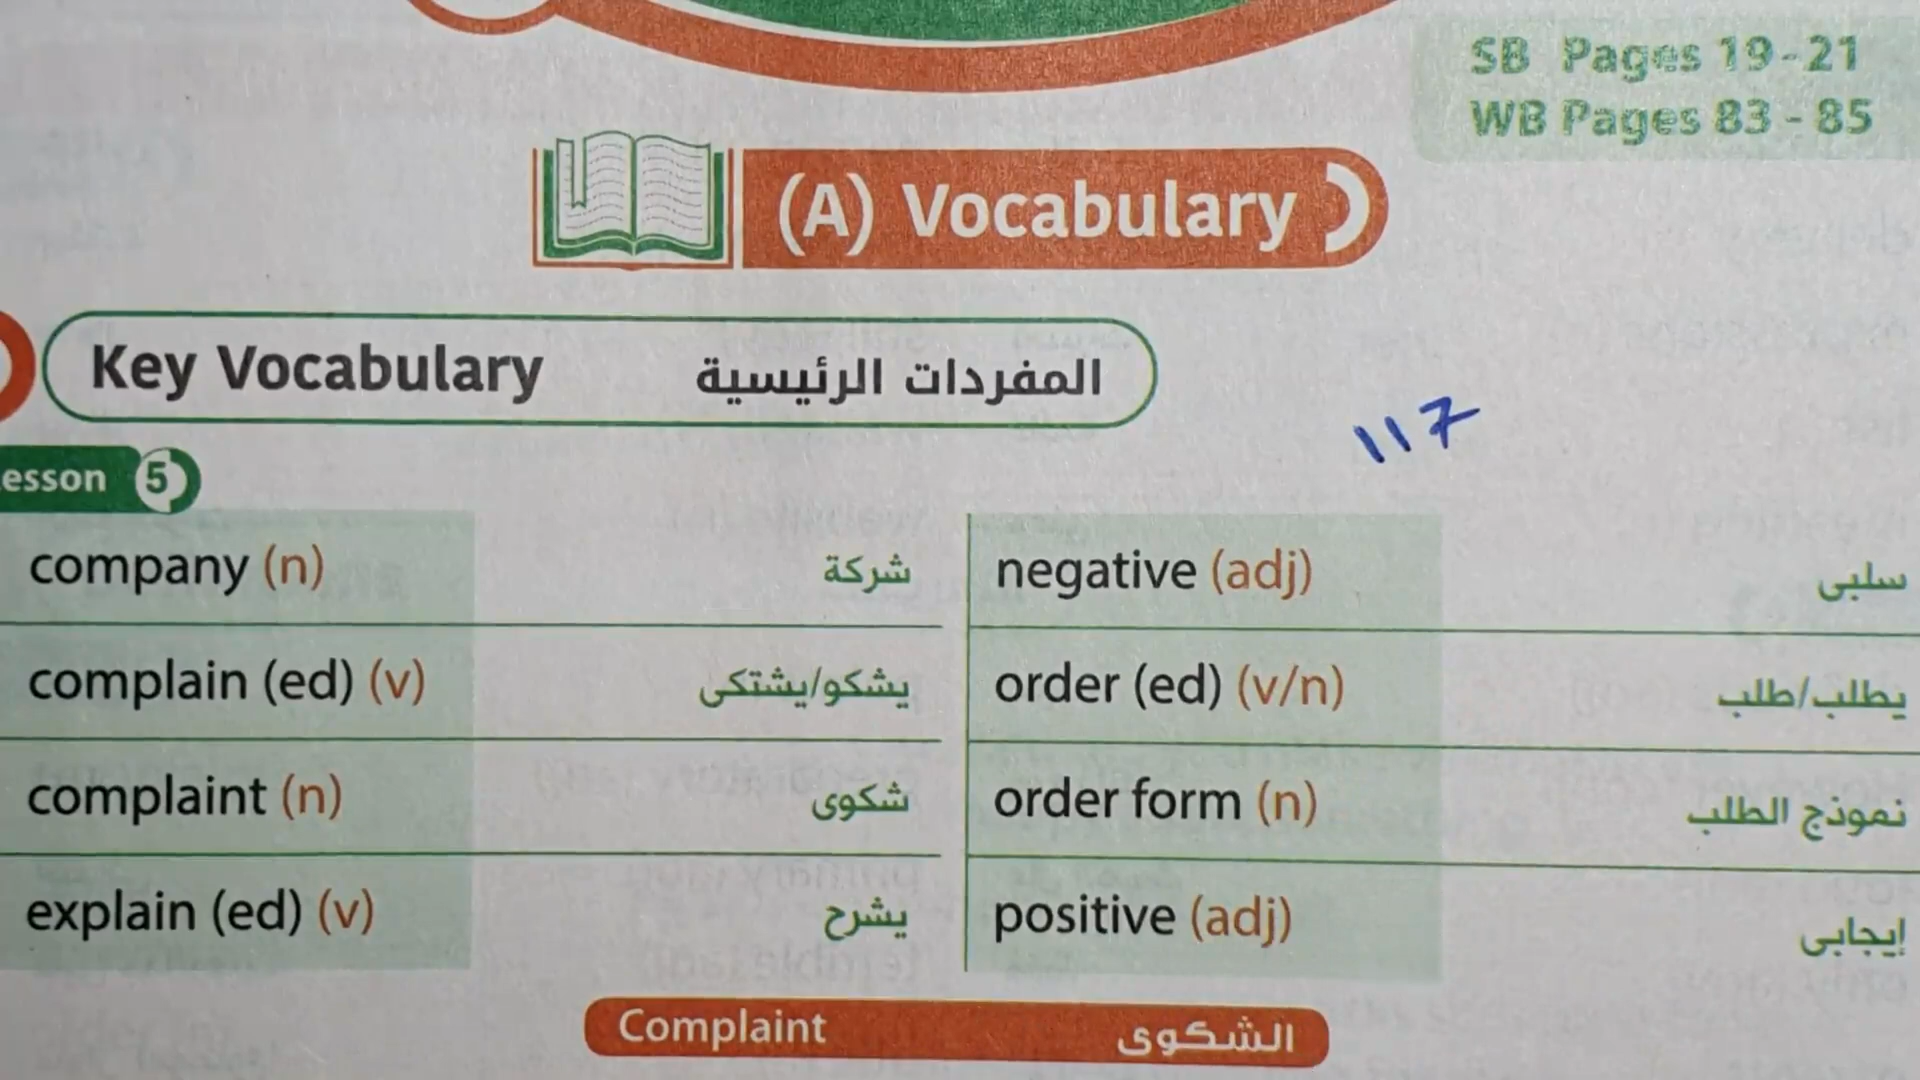 SB Pages 19-21
WB Pages 83 - 85
(A) Vocabulary
Key Vocabulary المفردات الرئيسية
117
esson 5
company (n) شركة negative (adj) سلبى
complain (ed) (v) يشكو/يشتكى order (ed) (v/n) يطلب/طلب
complaint (n) شكوى order form (n) نموذج الطلب
explain (ed) (v) يشرح positive (adj) إيجابى
Complaint الشكوى